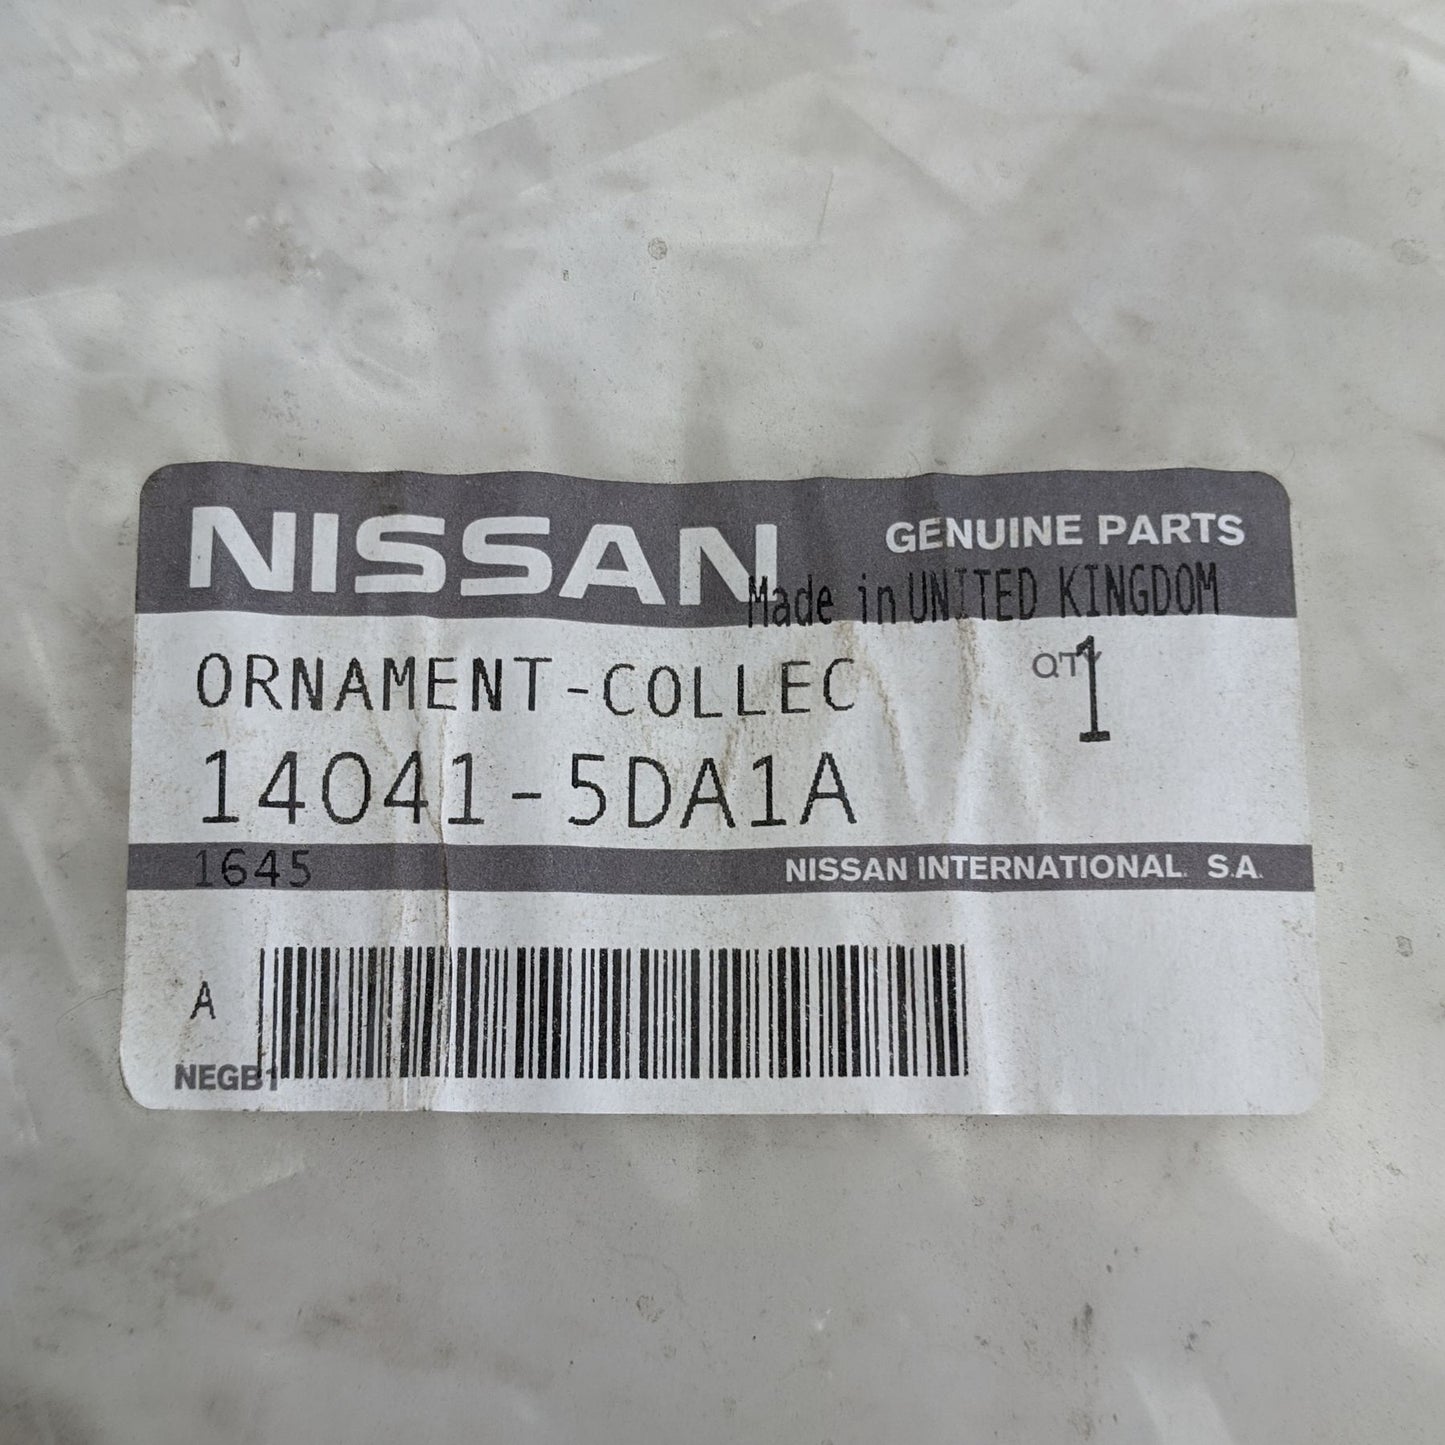 NISSAN GENUINE PARTS
Made in UNITED KINGDOM
ORNAMENT-COLLEC QTY 1
14041-5DA1A
1645 NISSAN INTERNATIONAL. S.A.
A
NEGB1